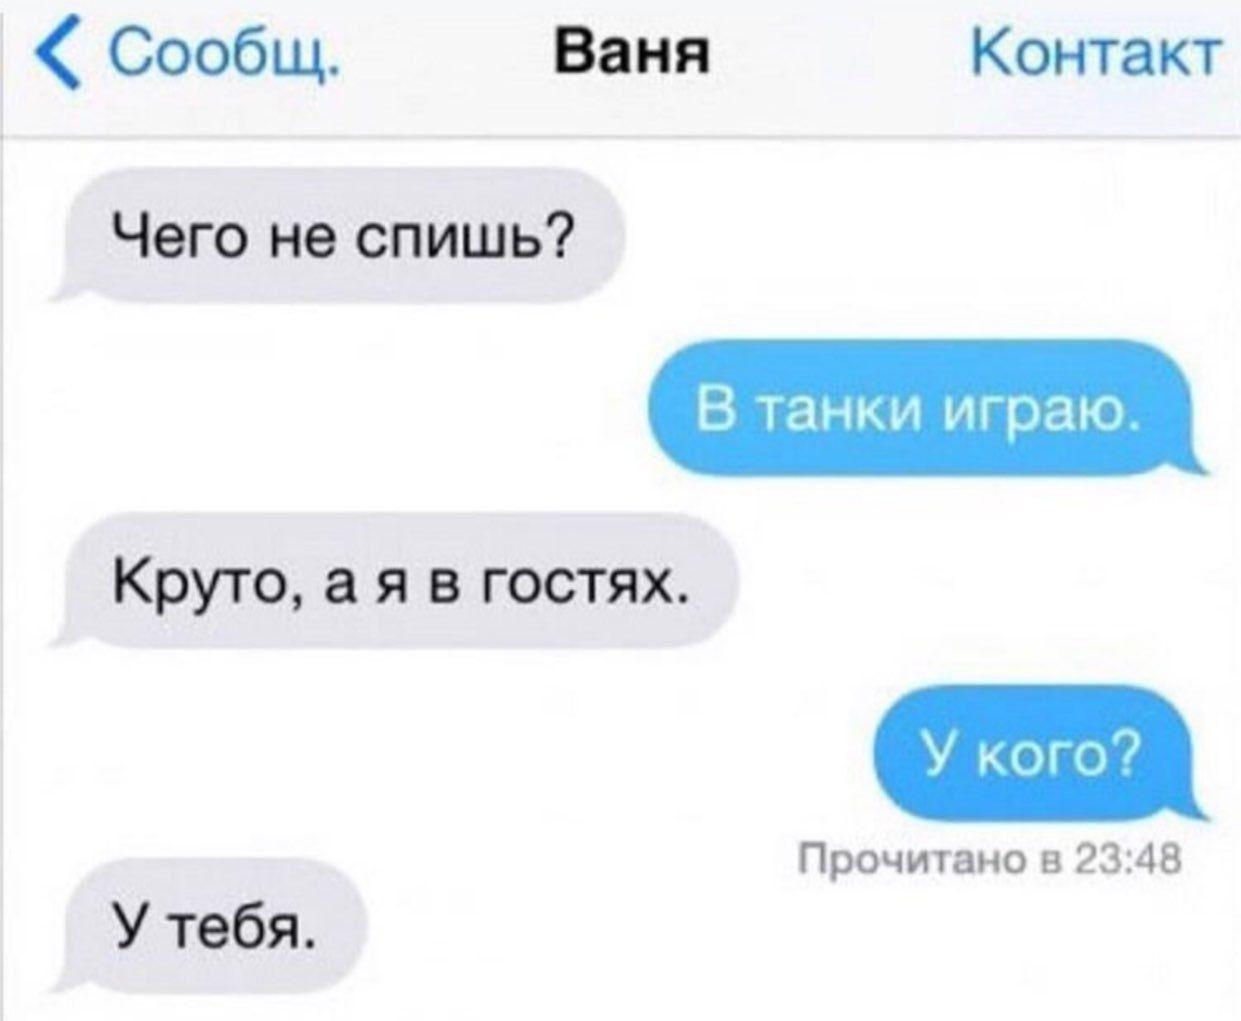 Сообщ. Ваня Контакт
Чего не спишь?
В танки играю.
Круто, а я в гостях.
У кого?
Прочитано в 23:48
У тебя.